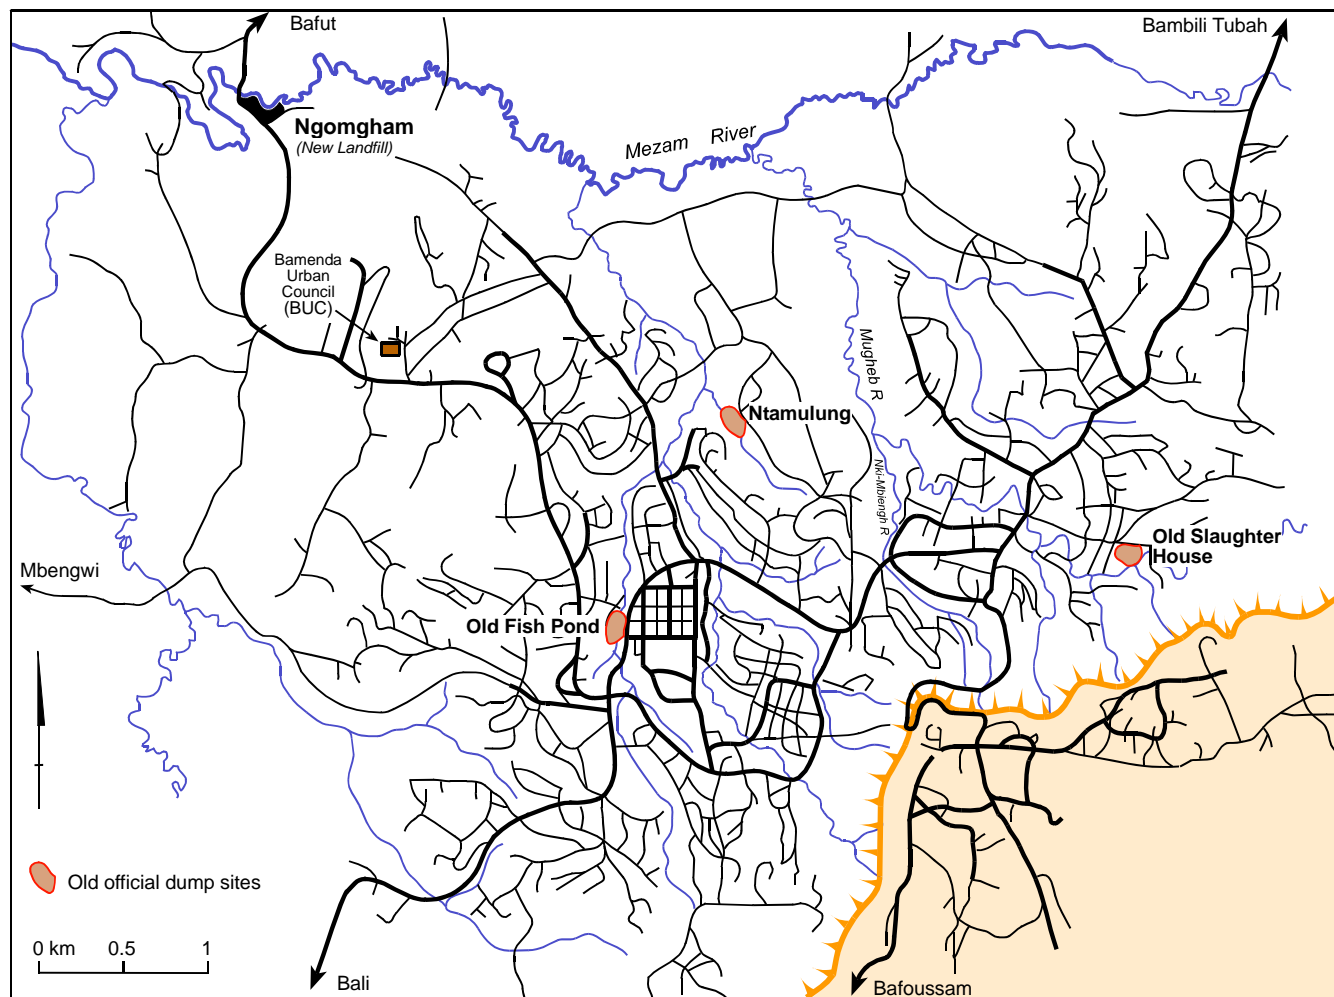 Bafut
Bambili Tubah
Ngomgham
(New Landfill)
Mezam River
Bamenda
Urban
Council
(BUC)
Mugheb R
Ntamulung
Nki-Mbiengh R
Old Slaughter
House
Mbengwi
Old Fish Pond
Old official dump sites
0 km 0.5 1
Bali
Bafoussam